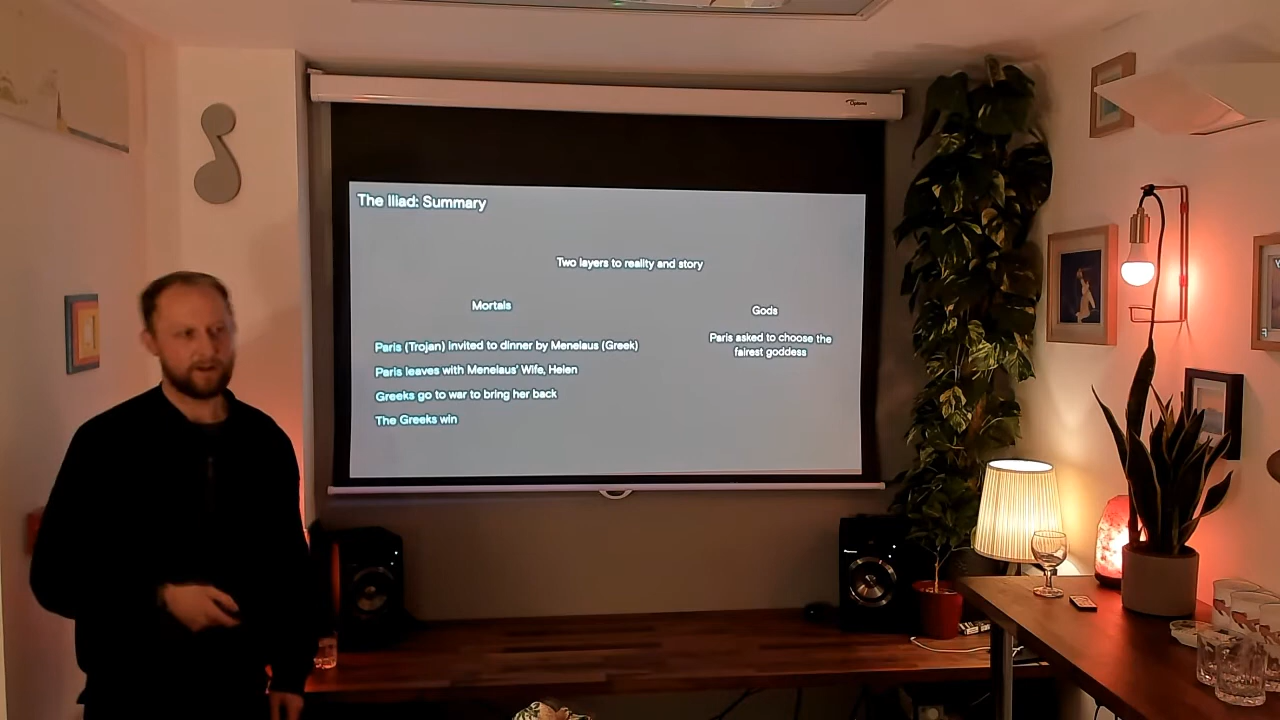 Optoma
The Iliad: Summary
Two layers to reality and story
Mortals
Paris (Trojan) invited to dinner by Menelaus (Greek)
Paris leaves with Menelaus' Wife, Helen
Greeks go to war to bring her back
The Greeks win
Gods
Paris asked to choose the
fairest goddess